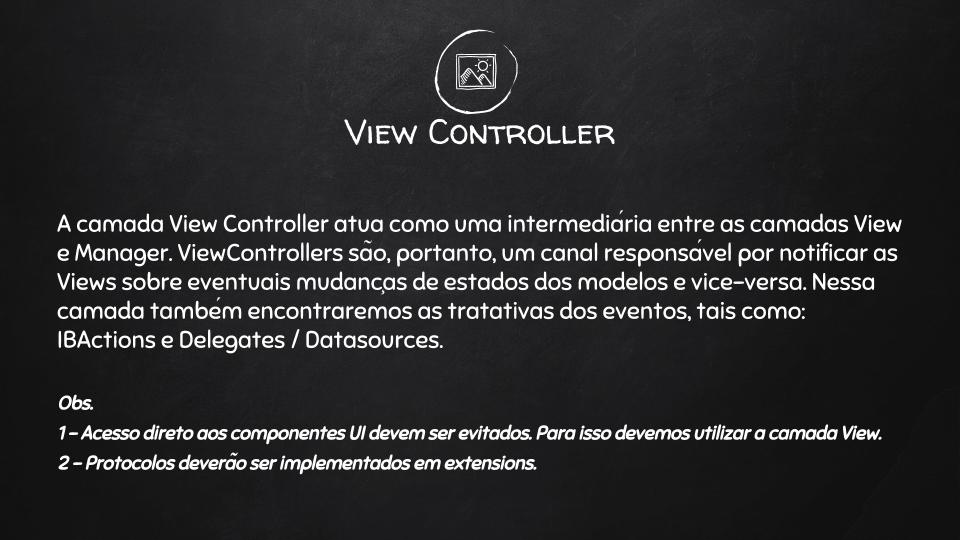 View Controller
A camada View Controller atua como uma intermediária entre as camadas View
e Manager. ViewControllers são, portanto, um canal responsável por notificar as
Views sobre eventuais mudanças de estados dos modelos e vice-versa. Nessa
camada também encontraremos as tratativas dos eventos, tais como:
IBActions e Delegates / Datasources.
Obs.
1 - Acesso direto aos componentes UI devem ser evitados. Para isso devemos utilizar a camada View.
2 - Protocolos deverão ser implementados em extensions.